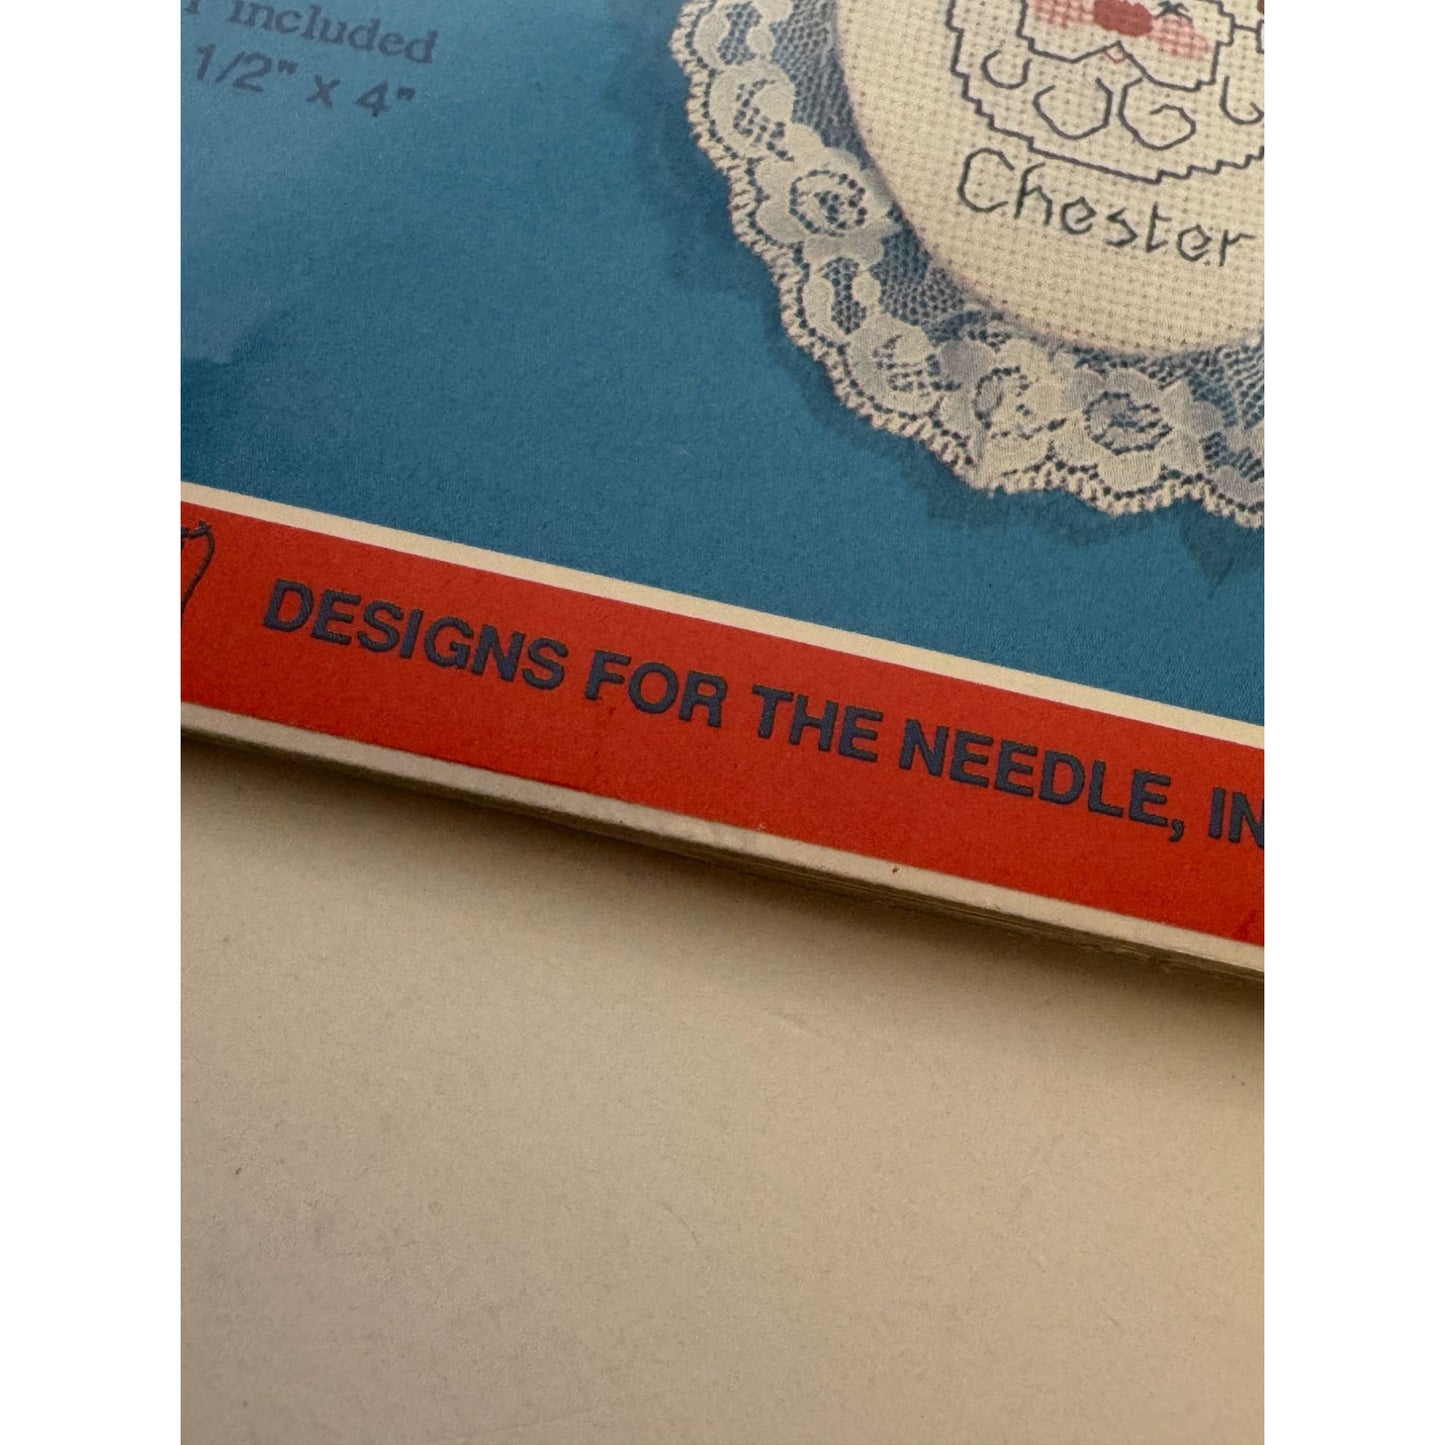 included
1/2" x 4"
Chester
DESIGNS FOR THE NEEDLE, IN